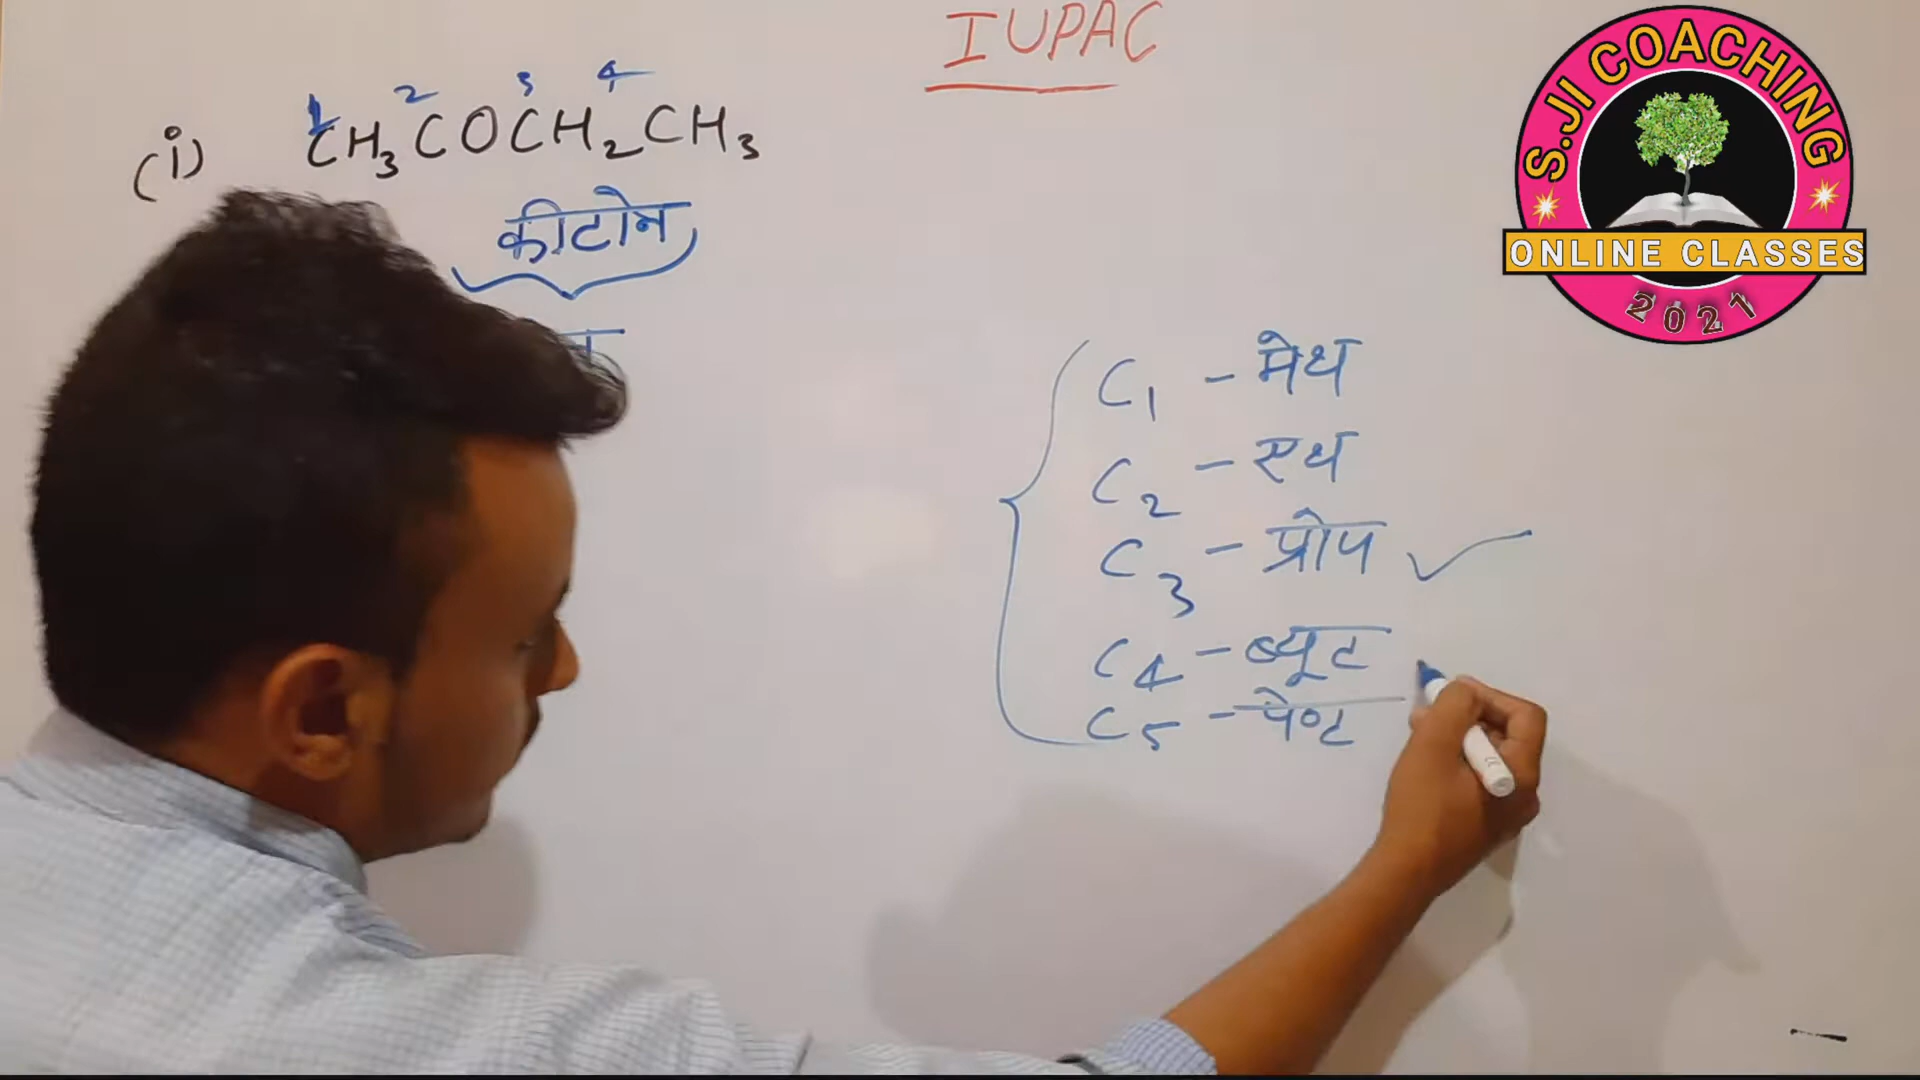 IUPAC
1 2 3 4
(i) CH₃COCH₂CH₃
कीटोन
C₁ - मेथ
C₂ - एथ
C₃ - प्रोप ✓
C₄ - ब्यूट
C₅ - पेण्ट
S.JI COACHING
ONLINE CLASSES
2021